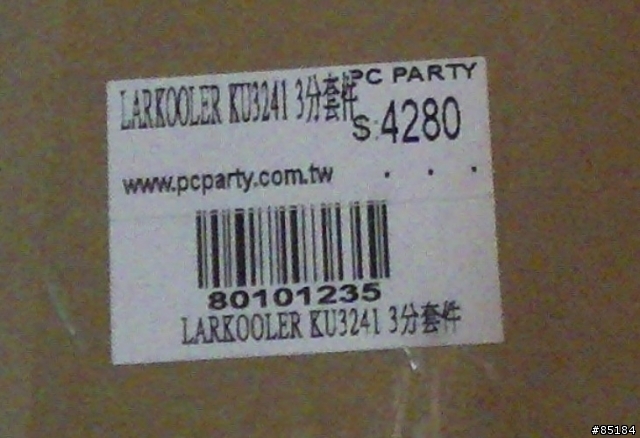 LARKOOLER KU3241 3分套件
PC PARTY
S:4280
www.pcparty.com.tw
80101235
LARKOOLER KU3241 3分套件
#85184